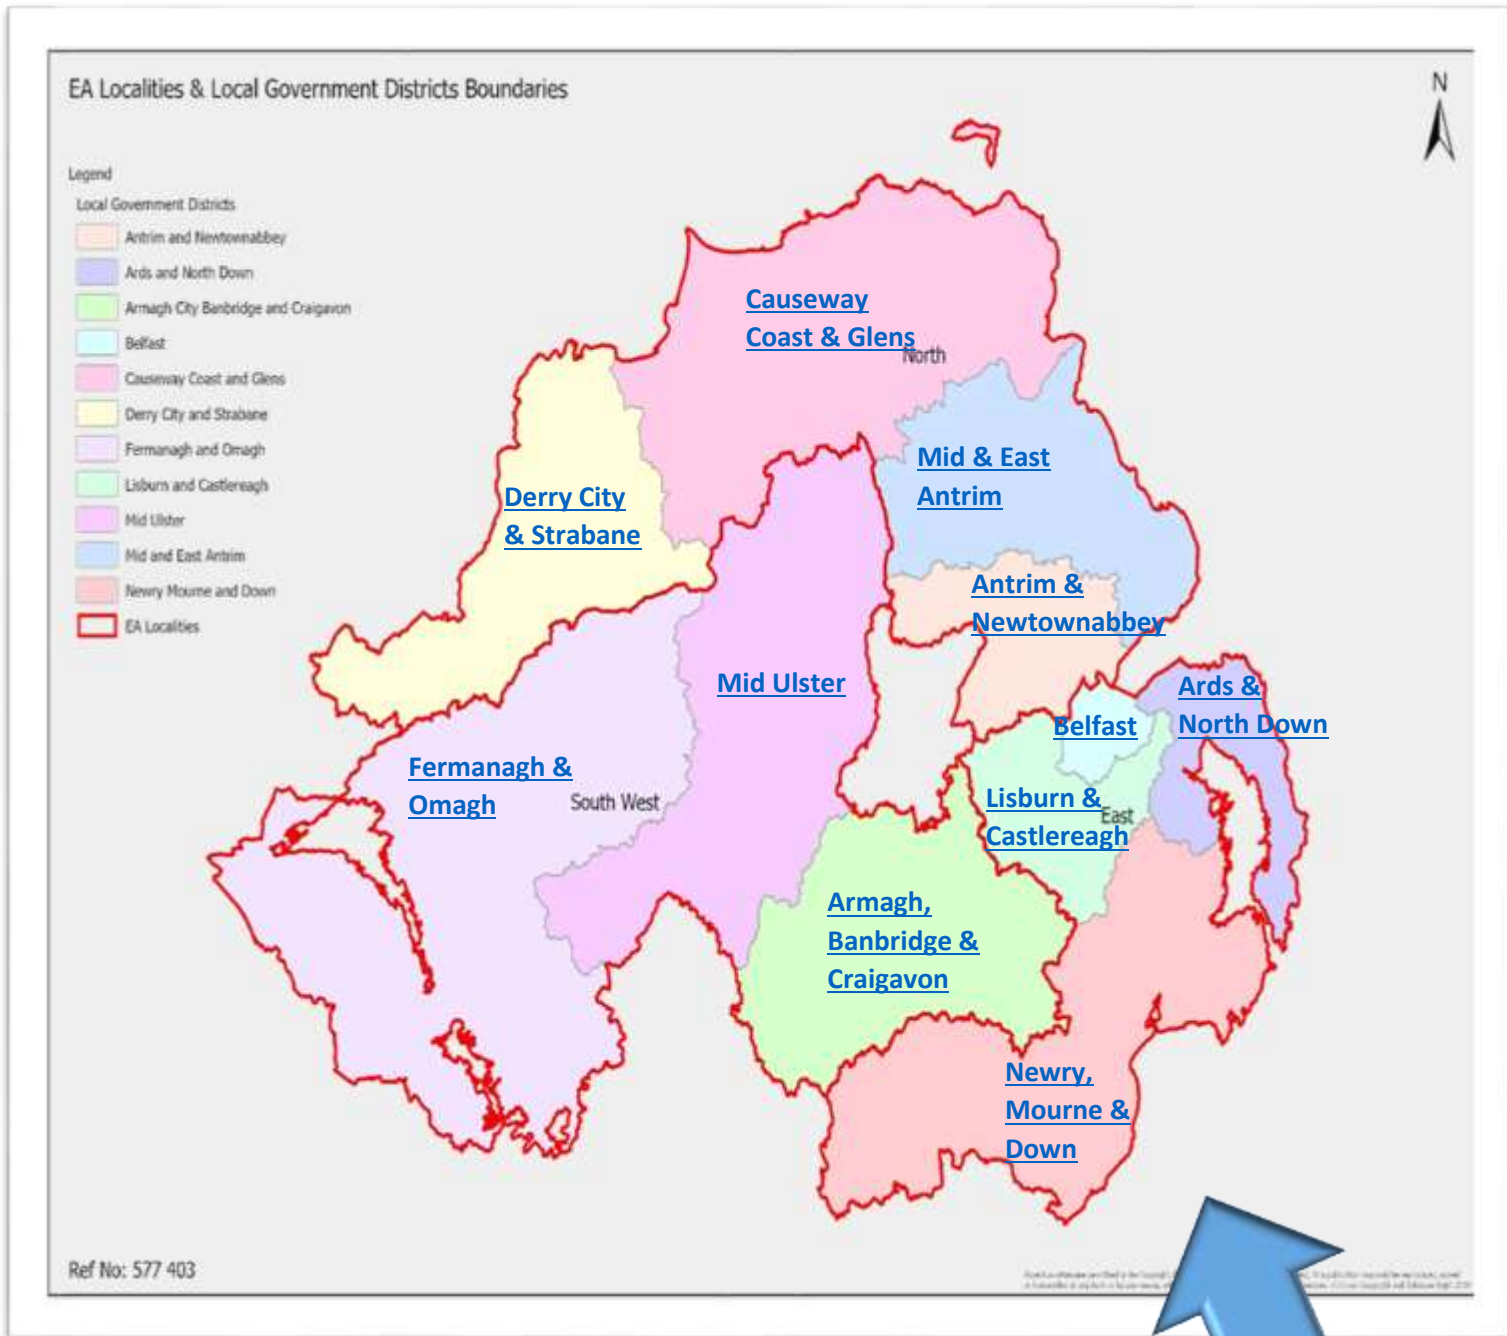 EA Localities & Local Government Districts Boundaries
N
Legend
Local Government Districts
Antrim and Newtownabbey
Ards and North Down
Armagh City Banbridge and Craigavon
Belfast
Causeway Coast and Glens
Derry City and Strabane
Fermanagh and Omagh
Lisburn and Castlereagh
Mid Ulster
Mid and East Antrim
Newry Mourne and Down
EA Localities
Causeway
Coast & Glens
North
Mid & East
Antrim
Derry City
& Strabane
Antrim &
Newtownabbey
Mid Ulster
Ards &
North Down
Belfast
Fermanagh &
Omagh
South West
Lisburn &
Castlereagh
East
Armagh,
Banbridge &
Craigavon
Newry,
Mourne &
Down
Ref No: 577 403